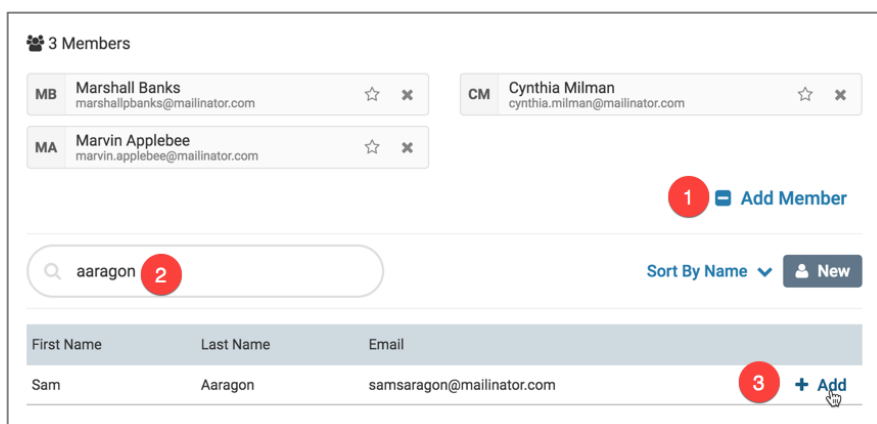 3 Members
MB Marshall Banks CM Cynthia Milman
marshallpbanks@mailinator.com cynthia.milman@mailinator.com
MA Marvin Applebee
marvin.applebee@mailinator.com
1 Add Member
aaragon 2 Sort By Name New
First Name Last Name Email
Sam Aaragon samsaragon@mailinator.com 3 + Add